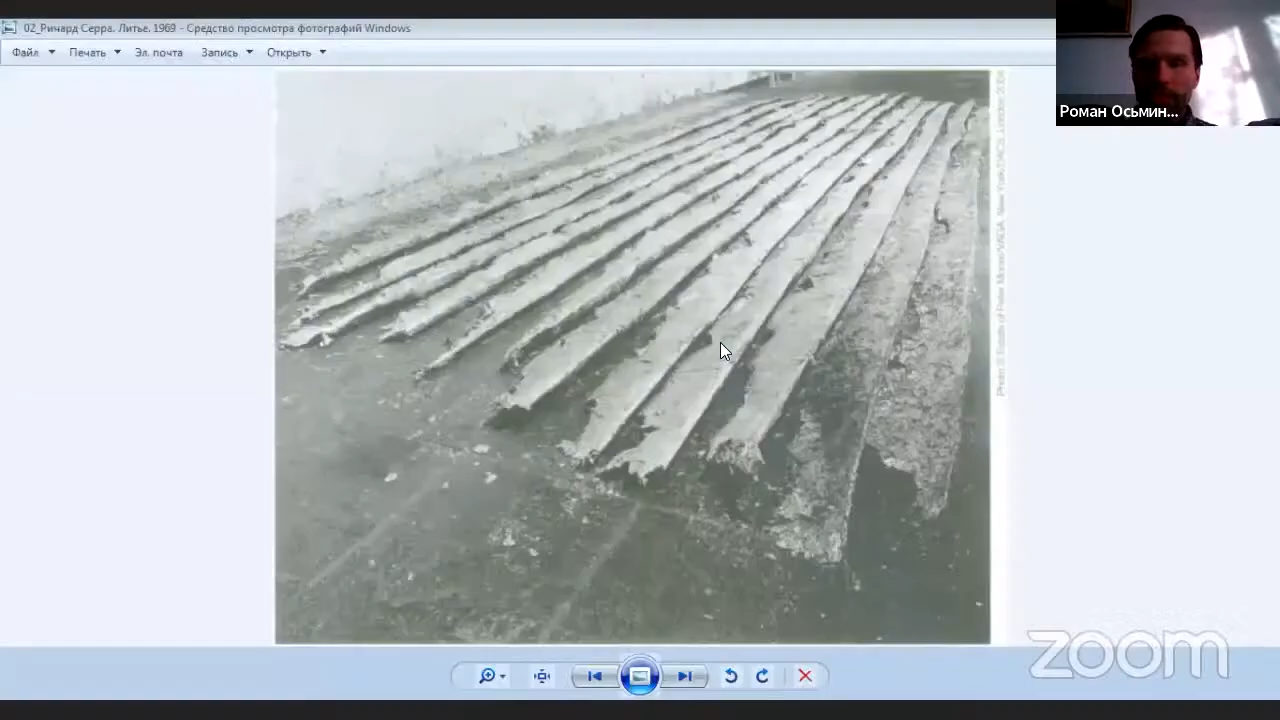 02_Ричард Серра. Литье. 1969 - Средство просмотра фотографий Windows
Файл Печать Эл. почта Запись Открыть
Роман Осьмин...
zoom